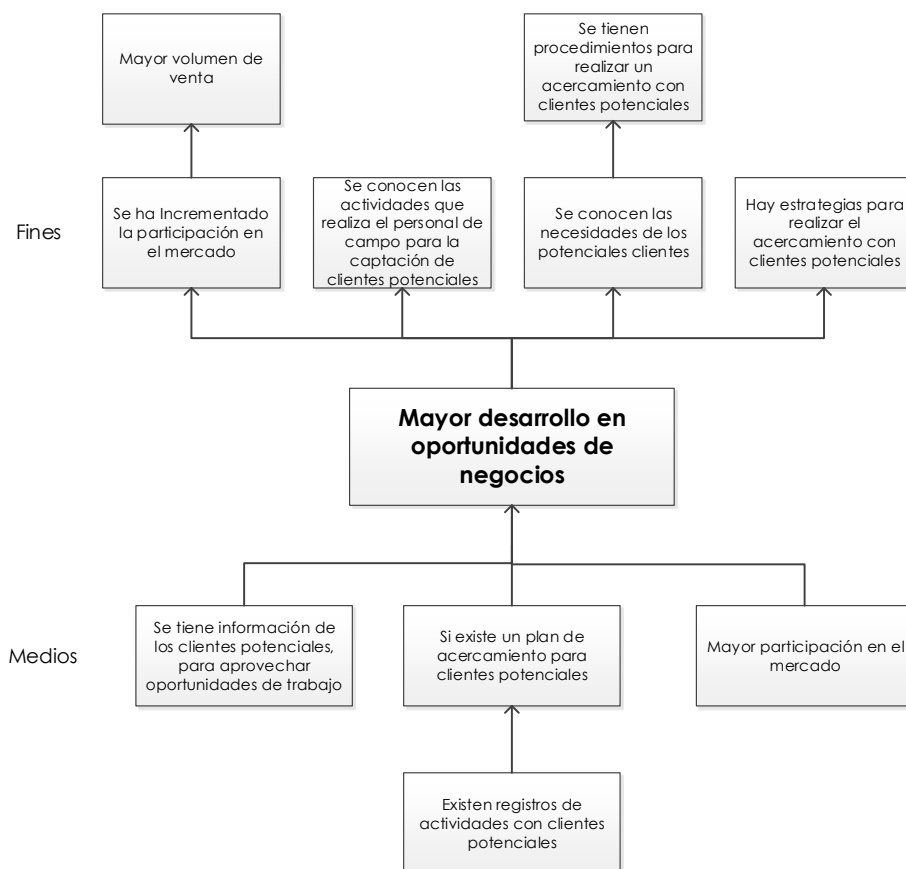 Mayor volumen de
venta
Se tienen
procedimientos para
realizar un
acercamiento con
clientes potenciales
Fines
Se ha Incrementado
la participación en
el mercado
Se conocen las
actividades que
realiza el personal de
campo para la
captación de
clientes potenciales
Se conocen las
necesidades de los
potenciales clientes
Hay estrategias para
realizar el
acercamiento con
clientes potenciales
Mayor desarrollo en
oportunidades de
negocios
Medios
Se tiene información de
los clientes potenciales,
para aprovechar
oportunidades de trabajo
Si existe un plan de
acercamiento para
clientes potenciales
Mayor participación en el
mercado
Existen registros de
actividades con clientes
potenciales